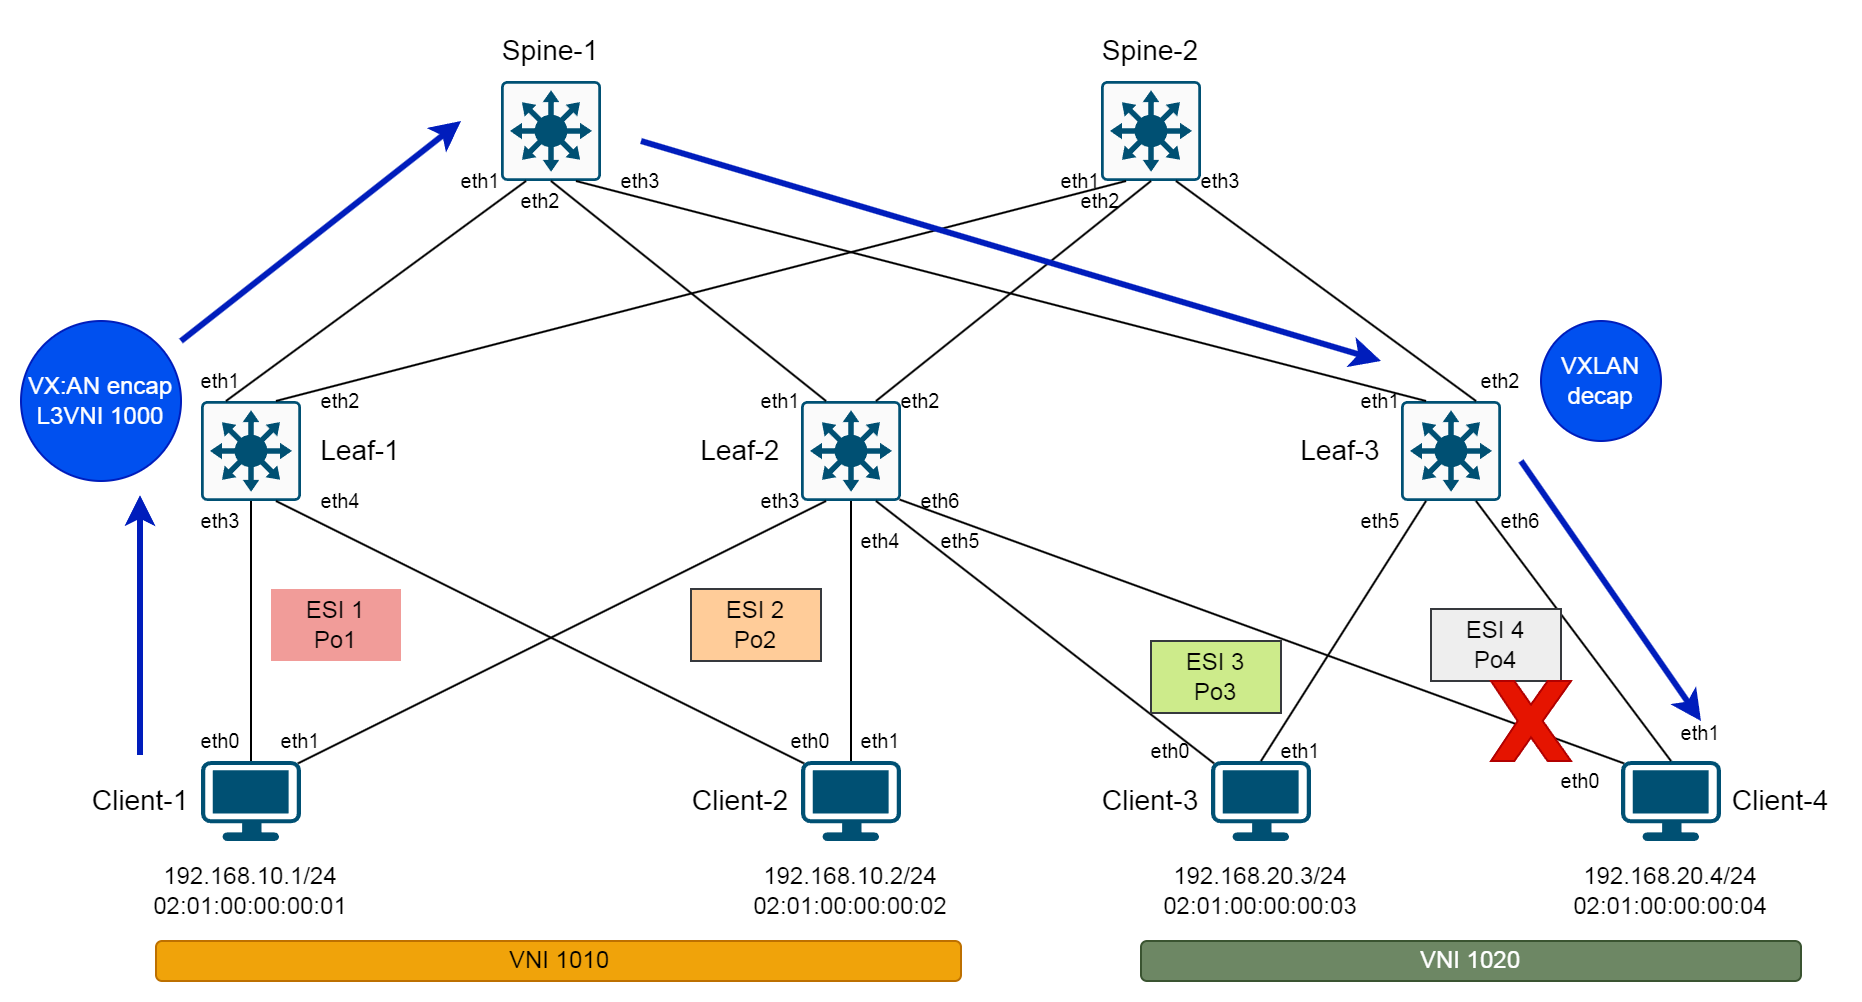 Spine-1
Spine-2
eth1
eth2
eth3
eth1
eth2
eth3
VX:AN encap
L3VNI 1000
VXLAN
decap
eth1
eth2
Leaf-1
eth3
eth4
eth1
eth2
Leaf-2
eth3
eth4
eth5
eth6
eth1
eth2
Leaf-3
eth5
eth6
ESI 1
Po1
ESI 2
Po2
ESI 3
Po3
ESI 4
Po4
X
eth0
eth1
eth0
eth1
eth0
eth1
eth0
eth1
Client-1
Client-2
Client-3
Client-4
192.168.10.1/24
02:01:00:00:00:01
192.168.10.2/24
02:01:00:00:00:02
192.168.20.3/24
02:01:00:00:00:03
192.168.20.4/24
02:01:00:00:00:04
VNI 1010
VNI 1020